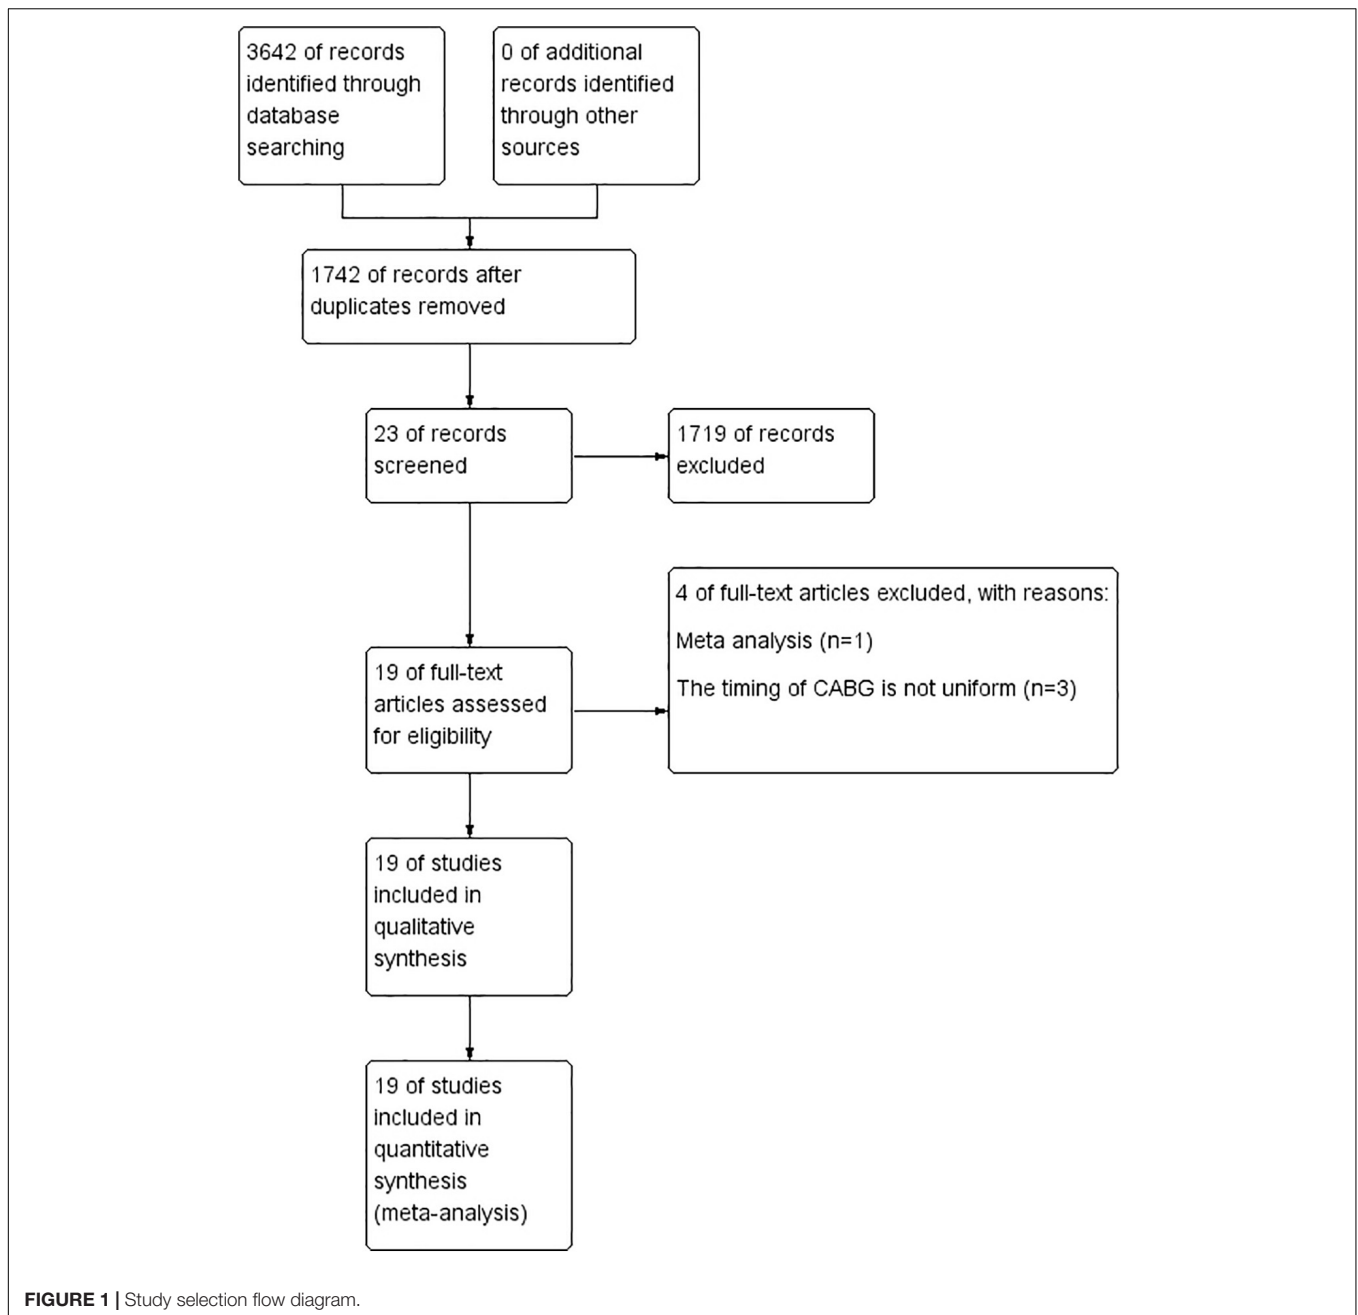 3642 of records
identified through
database
searching
0 of additional
records identified
through other
sources
1742 of records after
duplicates removed
23 of records
screened
1719 of records
excluded
4 of full-text articles excluded, with reasons:
Meta analysis (n=1)
The timing of CABG is not uniform (n=3)
19 of full-text
articles assessed
for eligibility
19 of studies
included in
qualitative
synthesis
19 of studies
included in
quantitative
synthesis
(meta-analysis)
FIGURE 1 | Study selection flow diagram.